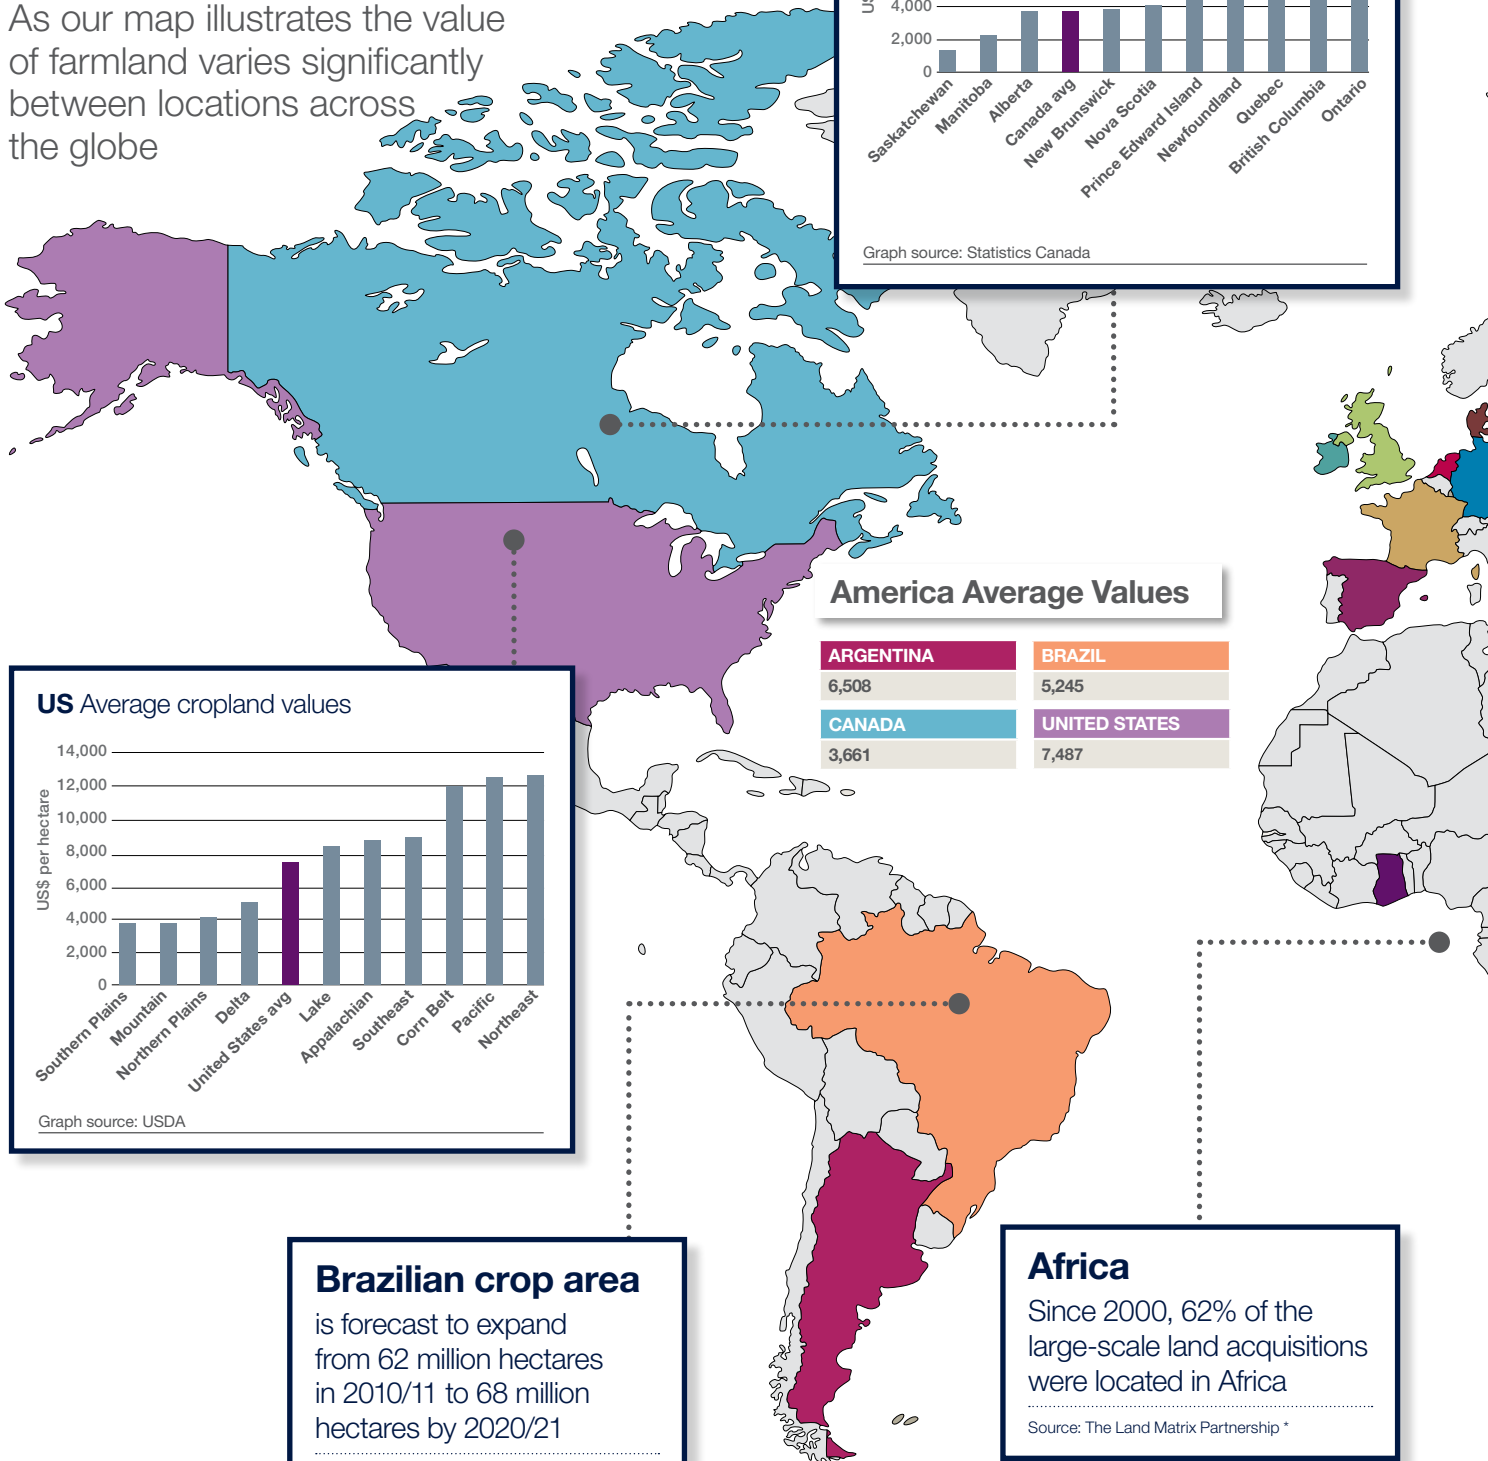 As our map illustrates the value
of farmland varies significantly
between locations across
the globe
4,000
2,000
0
Saskatchewan
Manitoba
Alberta
Canada avg
New Brunswick
Nova Scotia
Prince Edward Island
Newfoundland
Quebec
British Columbia
Ontario
Graph source: Statistics Canada
America Average Values
ARGENTINA
6,508
BRAZIL
5,245
CANADA
3,661
UNITED STATES
7,487
US Average cropland values
US$ per hectare
14,000
12,000
10,000
8,000
6,000
4,000
2,000
0
Southern Plains
Mountain
Northern Plains
Delta
United States avg
Lake
Appalachian
Southeast
Corn Belt
Pacific
Northeast
Graph source: USDA
Brazilian crop area
is forecast to expand
from 62 million hectares
in 2010/11 to 68 million
hectares by 2020/21
Africa
Since 2000, 62% of the
large-scale land acquisitions
were located in Africa
Source: The Land Matrix Partnership *